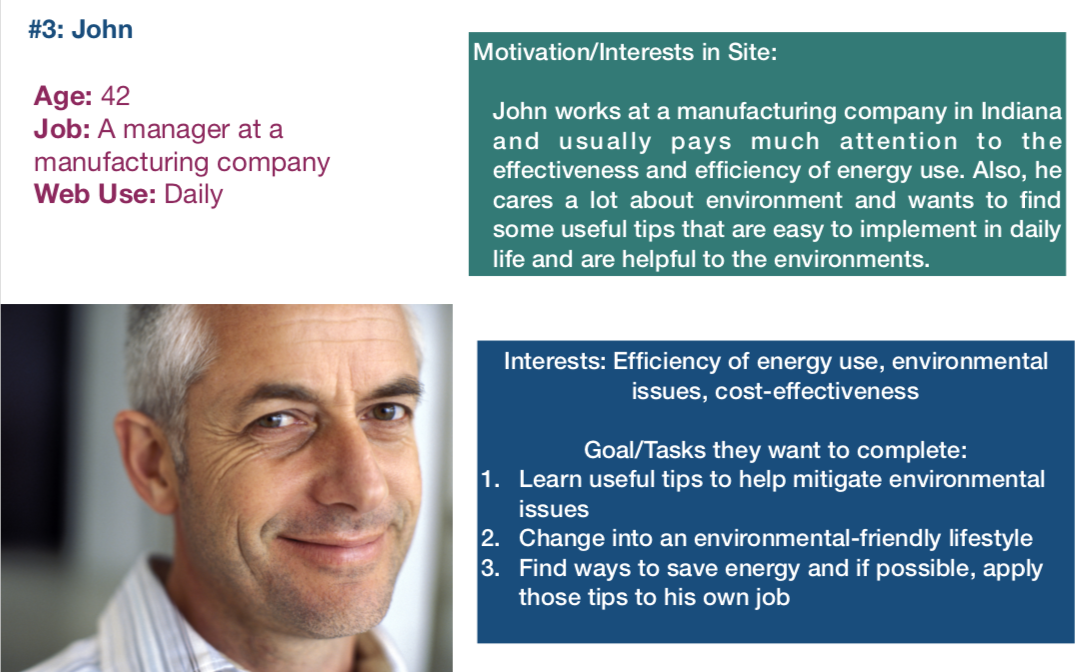 #3: John
Age: 42
Job: A manager at a
manufacturing company
Web Use: Daily
Motivation/Interests in Site:
John works at a manufacturing company in Indiana
and usually pays much attention to the
effectiveness and efficiency of energy use. Also, he
cares a lot about environment and wants to find
some useful tips that are easy to implement in daily
life and are helpful to the environments.
Interests: Efficiency of energy use, environmental
issues, cost-effectiveness
Goal/Tasks they want to complete:
1. Learn useful tips to help mitigate environmental
issues
2. Change into an environmental-friendly lifestyle
3. Find ways to save energy and if possible, apply
those tips to his own job